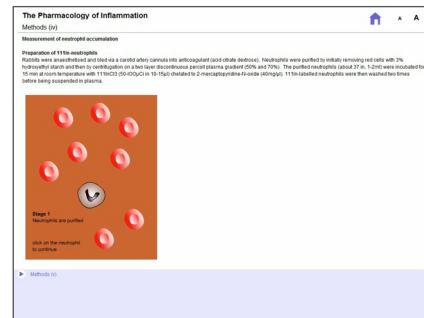 The Pharmacology of Inflammation
Methods (iv)
A A
Measurement of neutrophil accumulation
Preparation of 111In-neutrophils
Rabbits were anaesthetised and bled via a carotid artery cannula into anticoagulant (acid citrate dextrose). Neutrophils were purified by initially removing red cells with 3%
hydroxyethyl starch and then by centrifugation on a two layer discontinuous percoll plasma gradient (50% and 70%). The purified neutrophils (about 37 in, 1-2ml) were incubated for
15 min at room temperature with 111InCl3 (50-IOOµCi in 10-15µl) chelated to 2-mercaptopyridine-N-oxide (40mg/µl). 111In-labelled neutrophils were then washed two times
before being suspended in plasma.
Stage 1
Neutrophils are purified
click on the neutrophil
to continue
Methods (v)